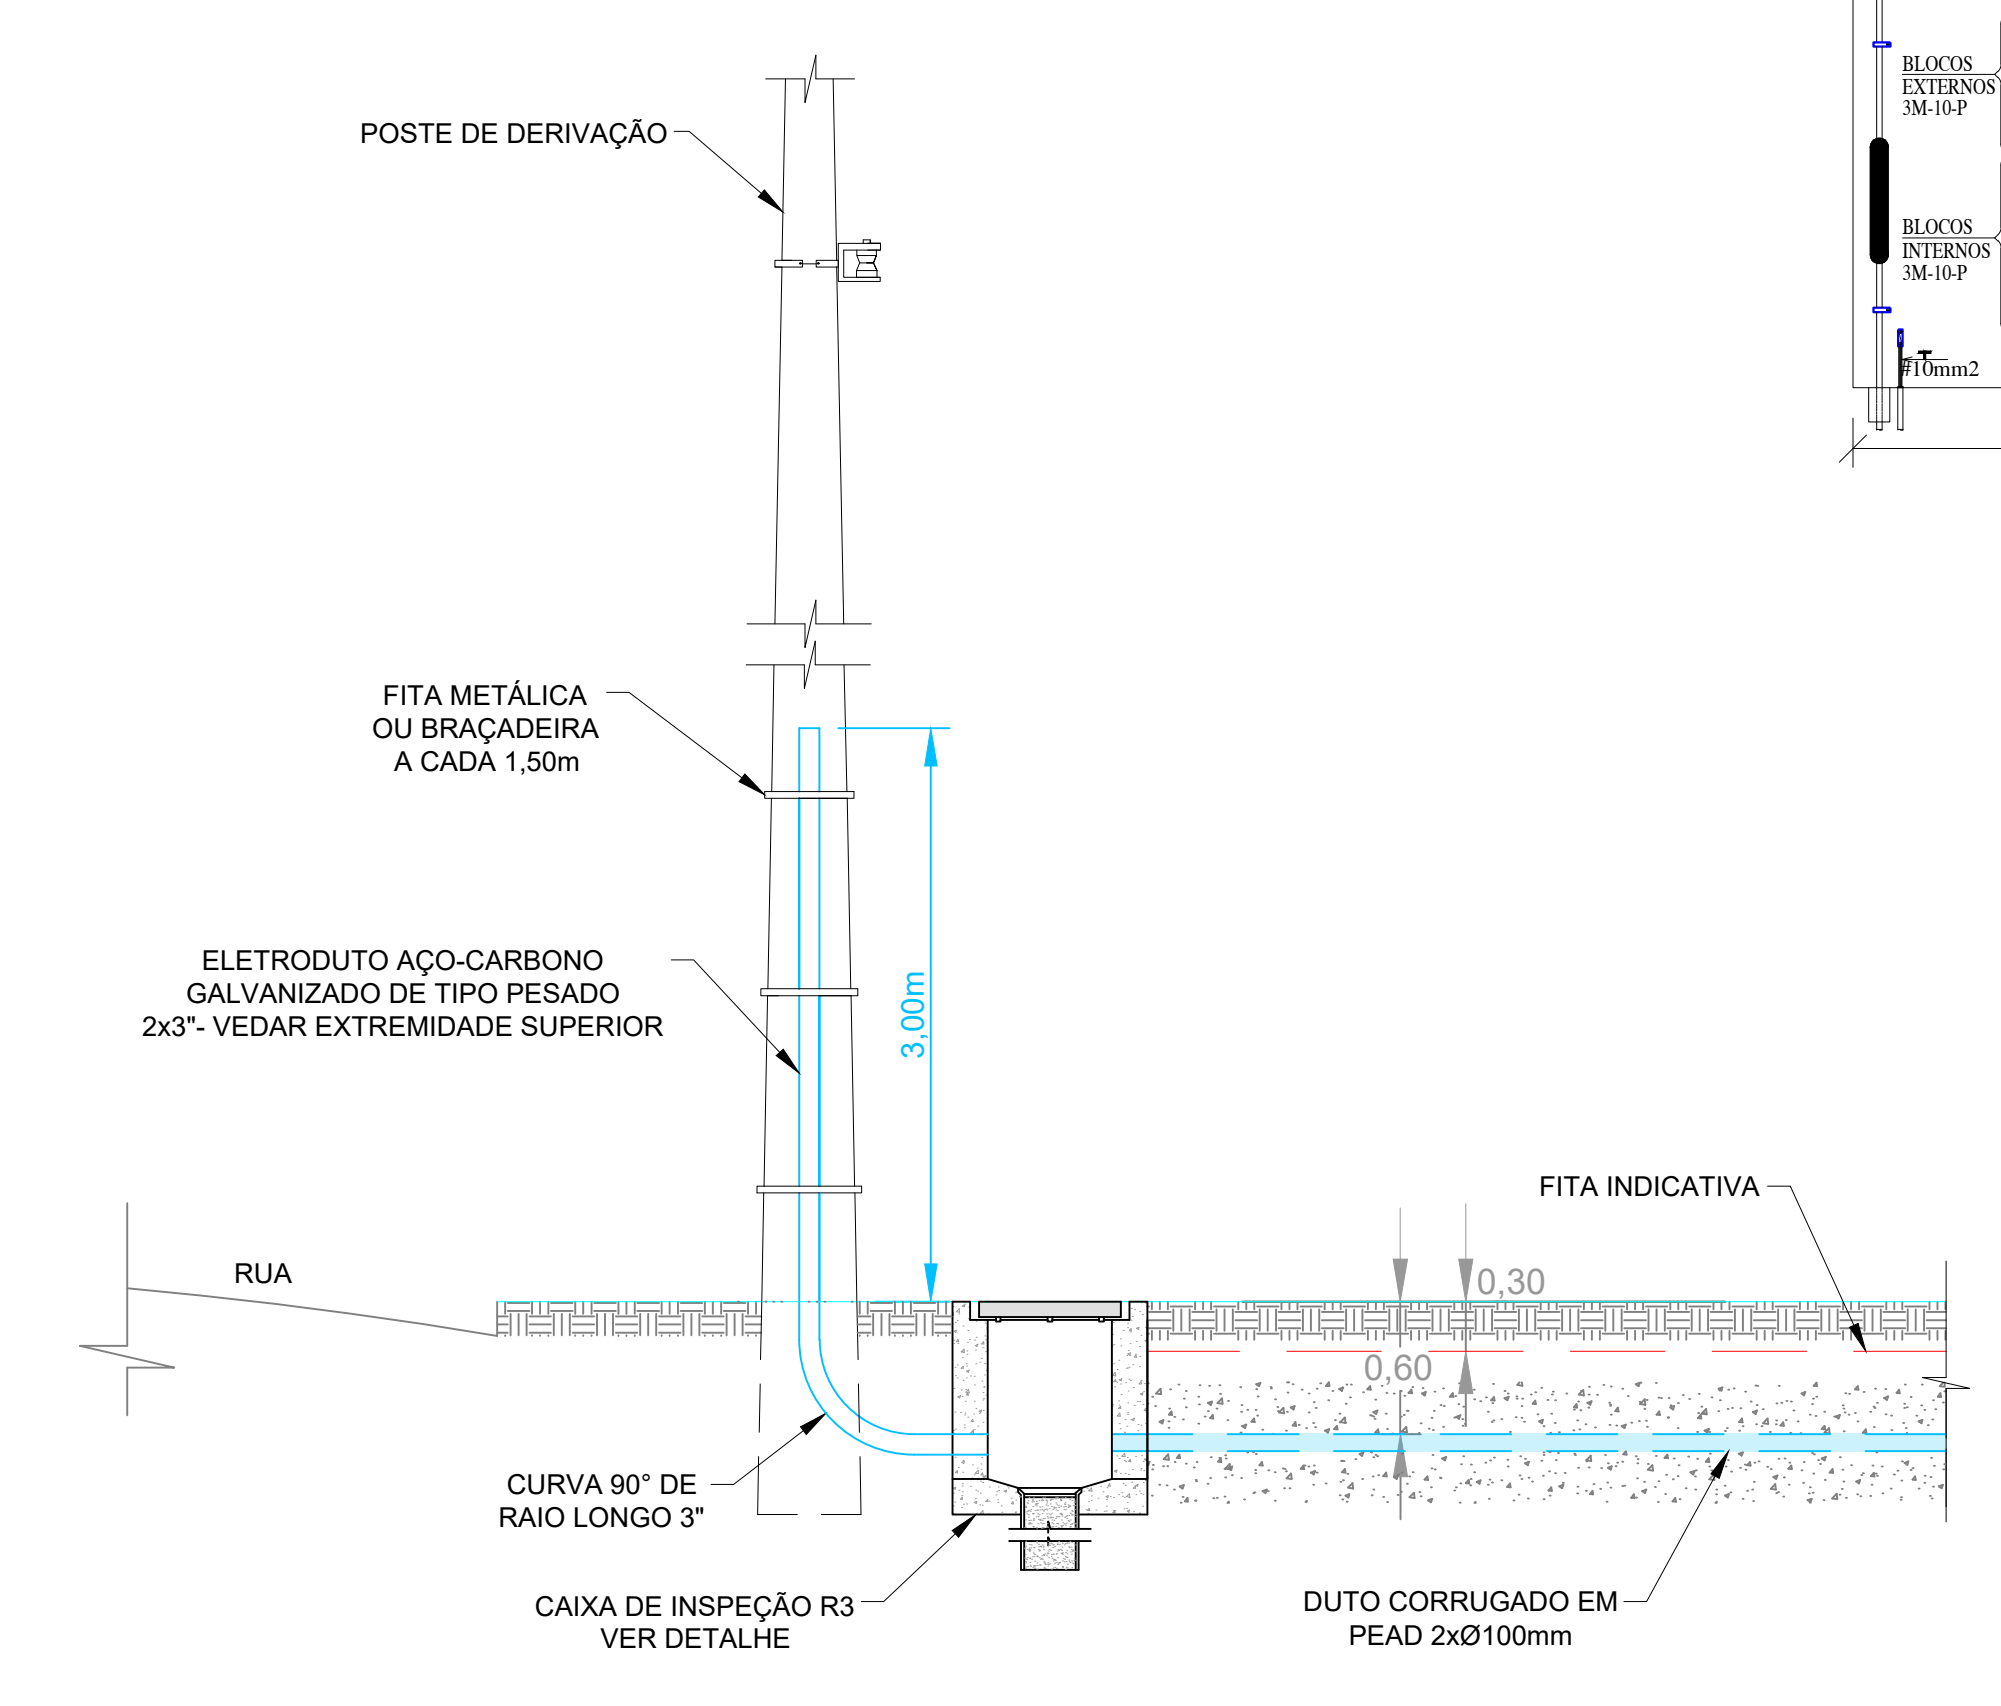 BLOCOS
EXTERNOS
3M-10-P
POSTE DE DERIVAÇÃO
BLOCOS
INTERNOS
3M-10-P
#10mm2
FITA METÁLICA
OU BRAÇADEIRA
A CADA 1,50m
ELETRODUTO AÇO-CARBONO
GALVANIZADO DE TIPO PESADO
2x3"- VEDAR EXTREMIDADE SUPERIOR
3,00m
FITA INDICATIVA
RUA
0,30
0,60
CURVA 90° DE
RAIO LONGO 3"
CAIXA DE INSPEÇÃO R3
VER DETALHE
DUTO CORRUGADO EM
PEAD 2xØ100mm